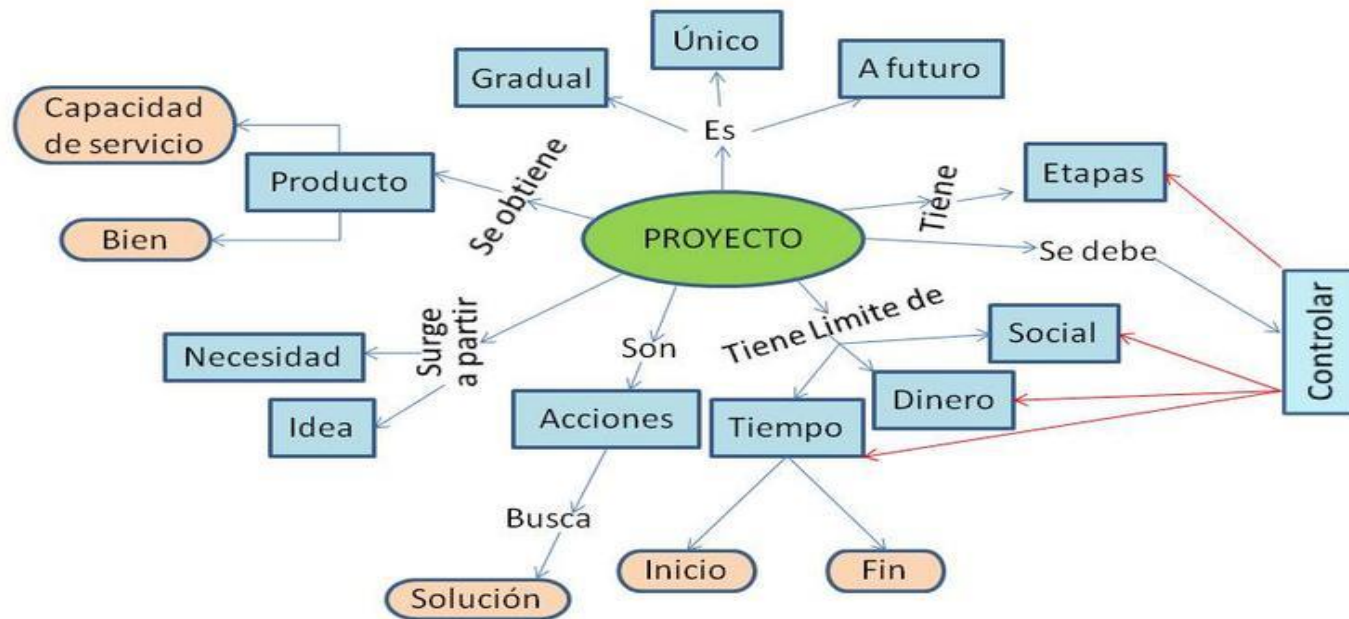 Único
Gradual
A futuro
Es
Capacidad
de servicio
Producto
Bien
Se obtiene
PROYECTO
Tiene
Etapas
Se debe
Controlar
Surge
a partir
Necesidad
Idea
Son
Acciones
Busca
Solución
Tiene Limite de
Social
Dinero
Tiempo
Inicio
Fin